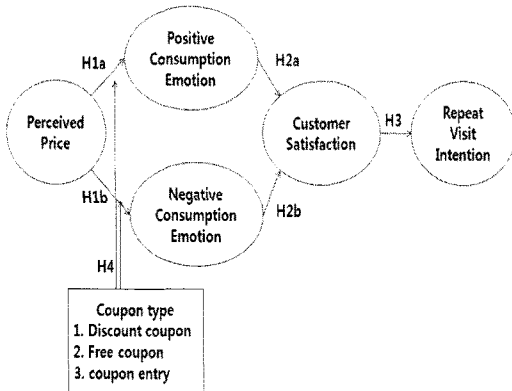 Positive
Consumption
Emotion
H1a
H2a
Perceived
Price
Customer
Satisfaction
H3
Repeat
Visit
Intention
H1b
Negative
Consumption
Emotion
H2b
H4
Coupon type
1. Discount coupon
2. Free coupon
3. coupon entry